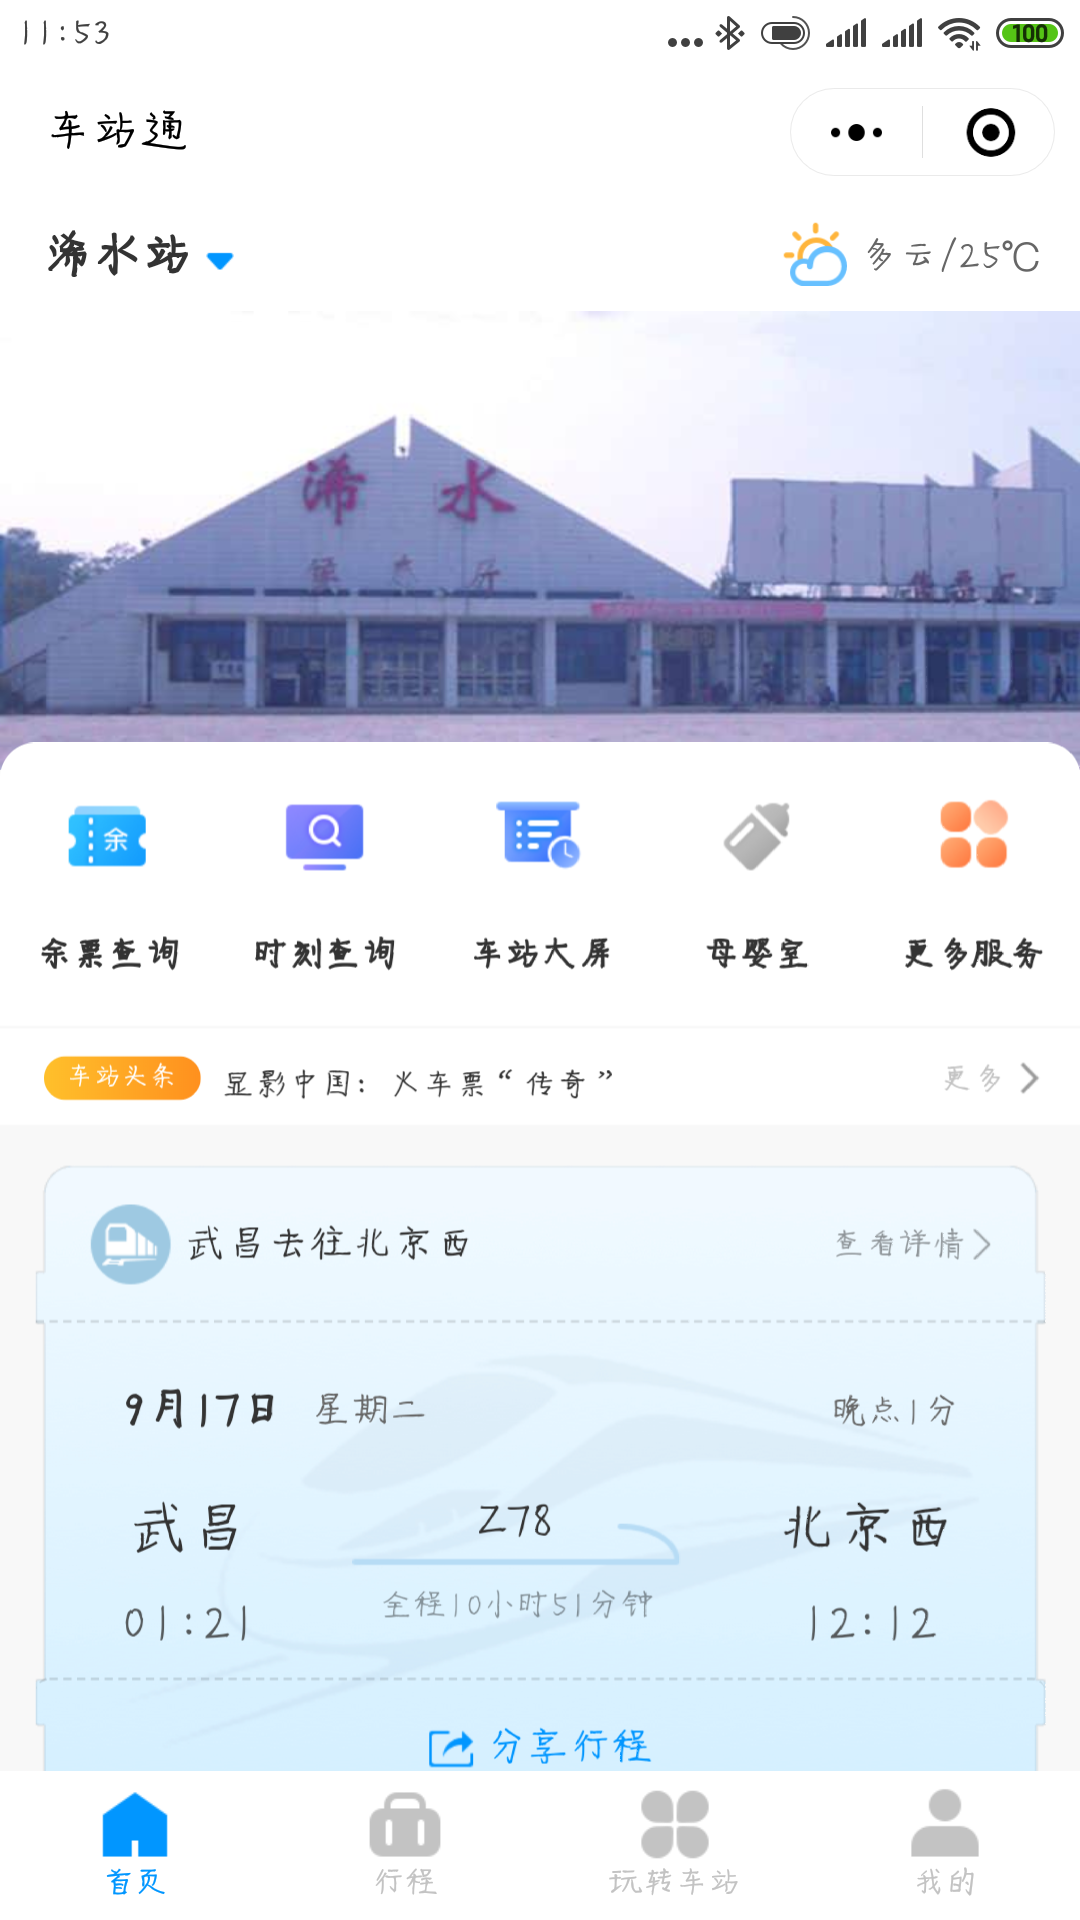 11:53
100
车站通
浠水站
多云/25℃
浠水
候车厅
余
余票查询
时刻查询
车站大屏
母婴室
更多服务
车站头条
显影中国：火车票“传奇”
更多
武昌去往北京西
查看详情
9月17日 星期二
晚点1分
武昌
Z78
北京西
01:21
全程10小时51分钟
12:12
分享行程
首页
行程
玩转车站
我的